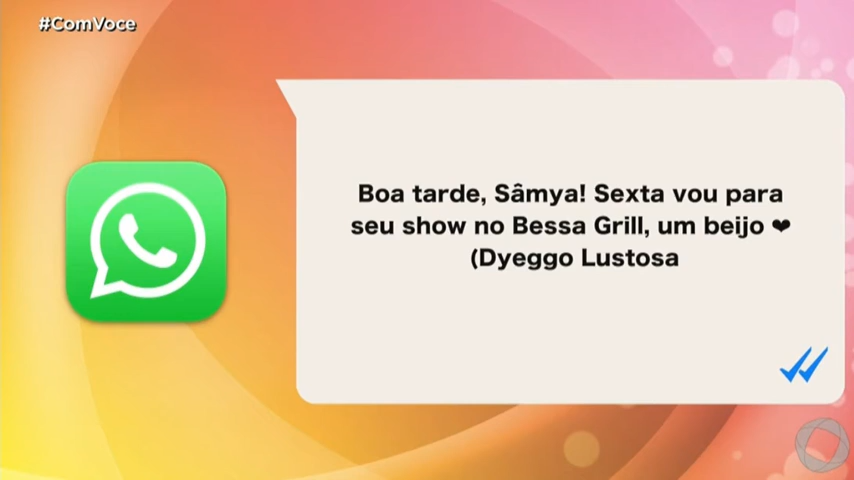 #ComVoce
Boa tarde, Sâmya! Sexta vou para
seu show no Bessa Grill, um beijo ❤
(Dyeggo Lustosa